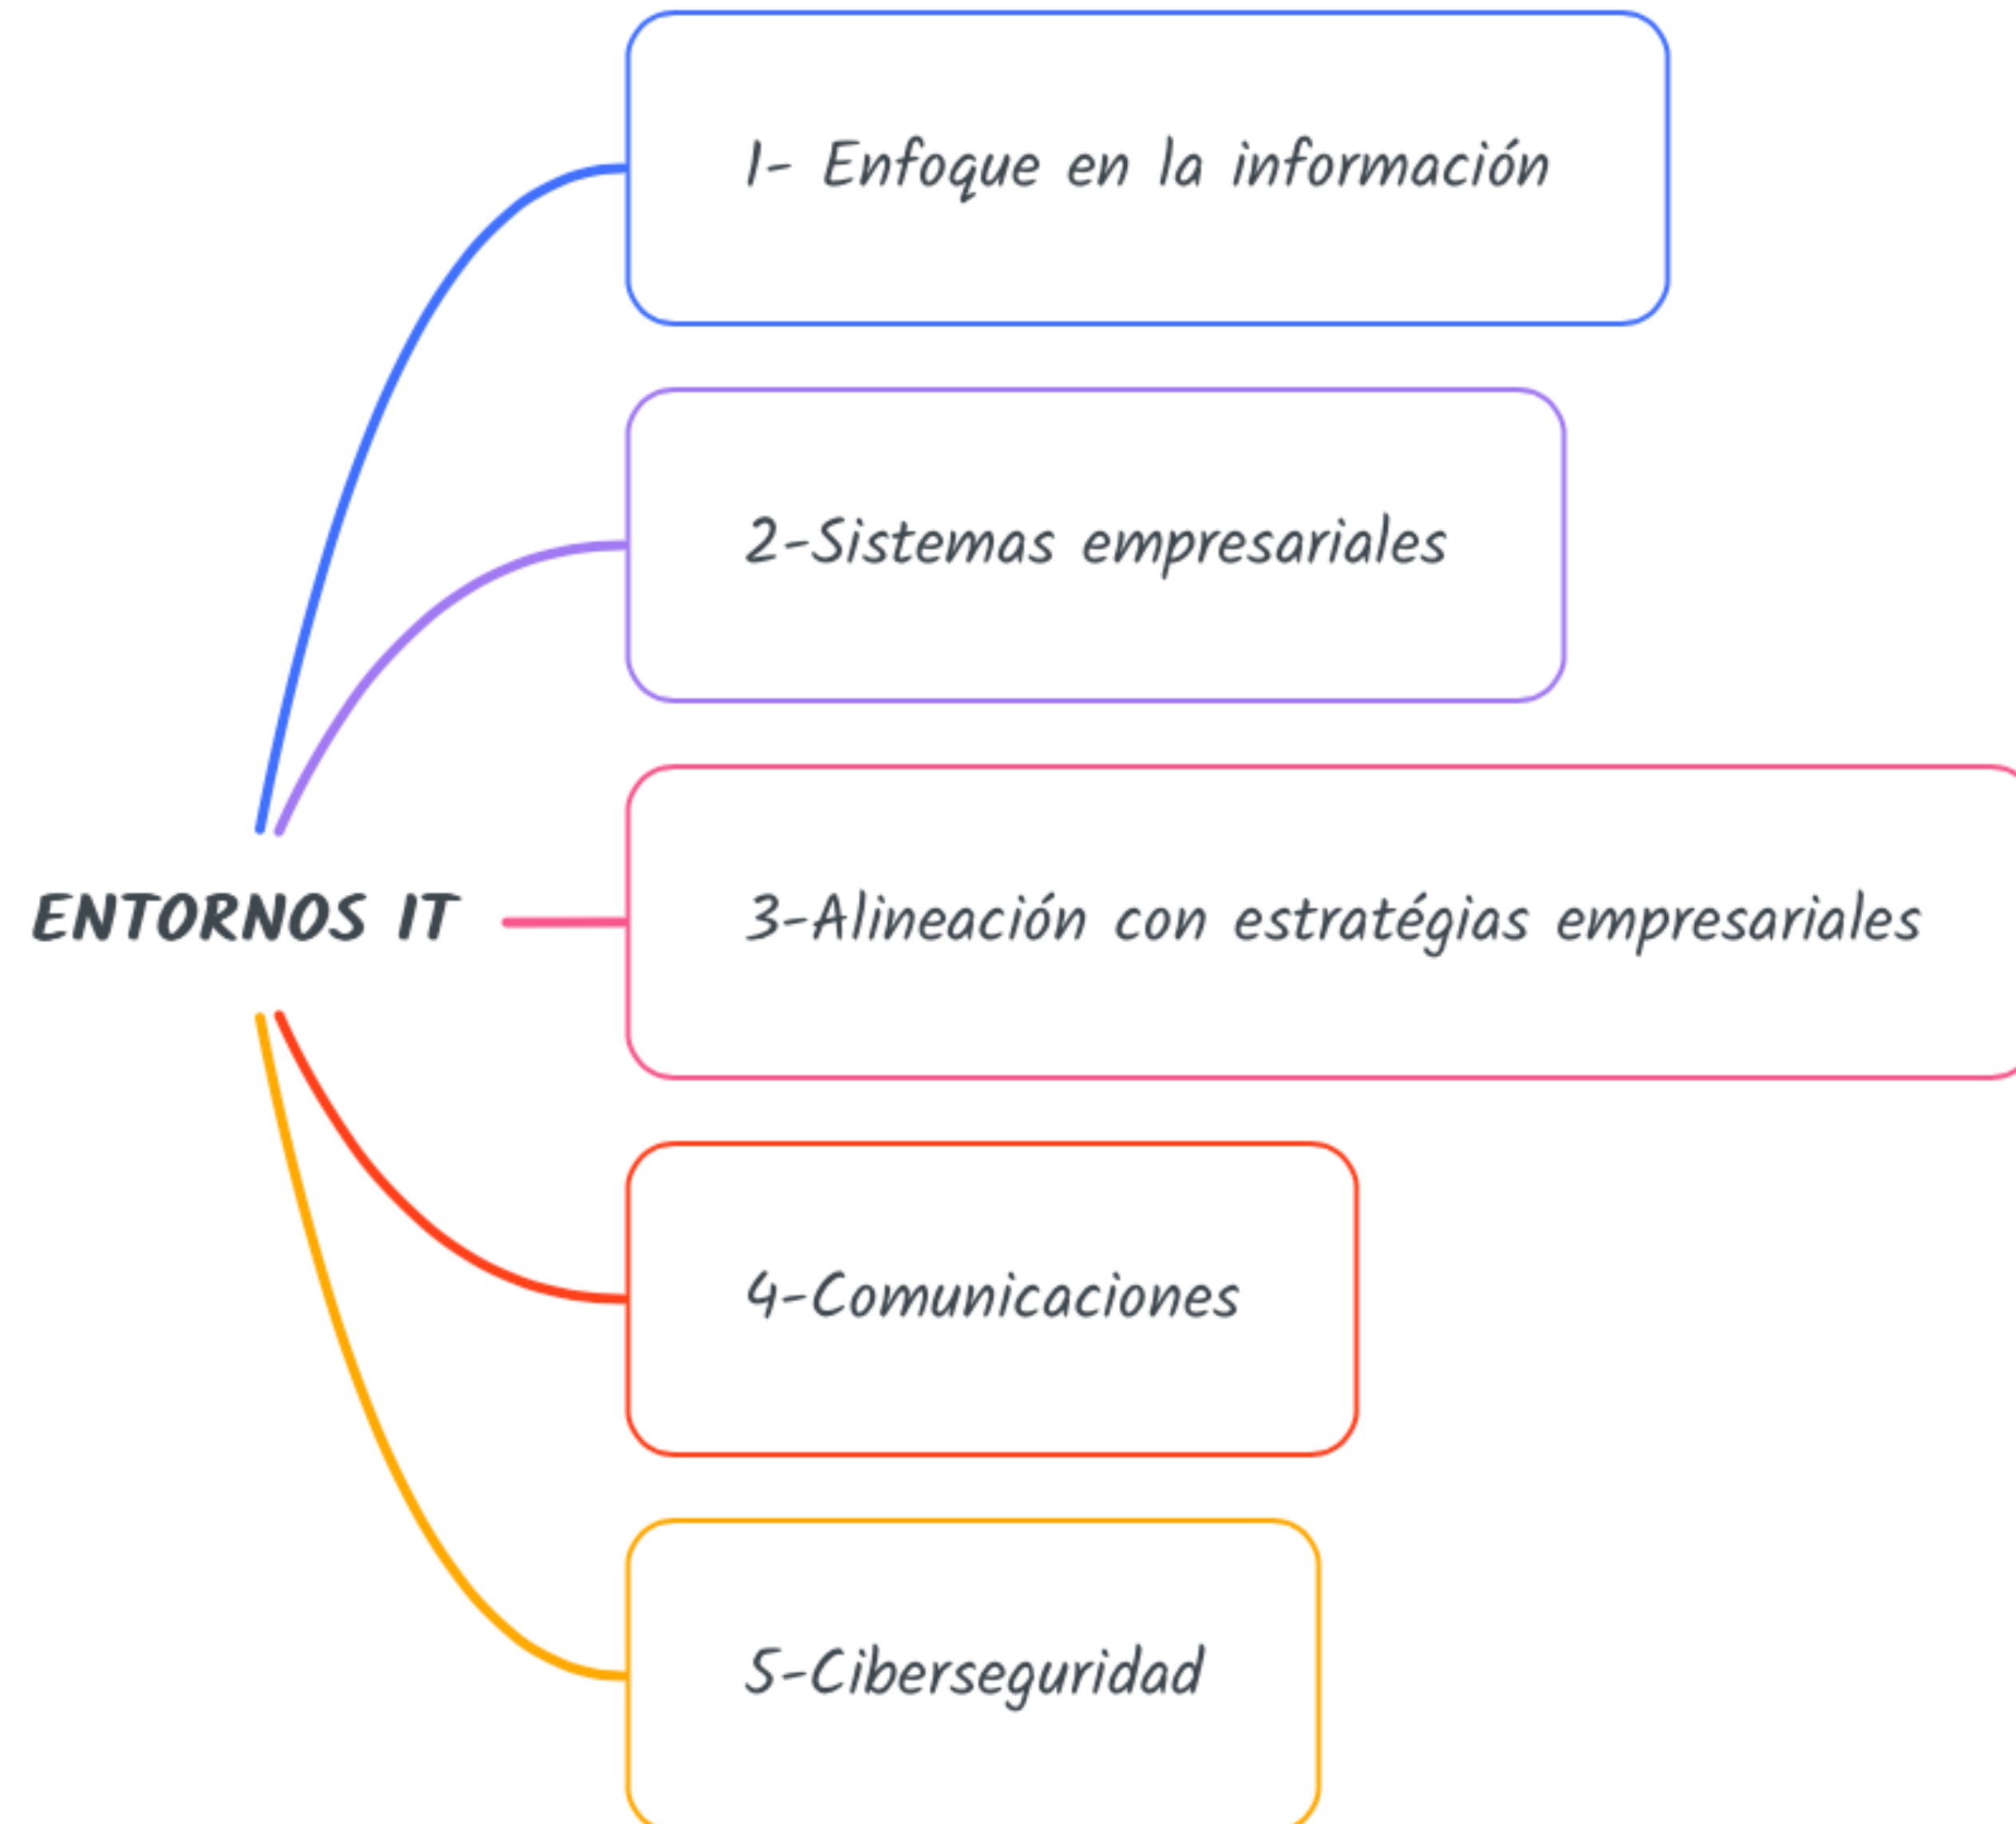 1- Enfoque en la información
2-Sistemas empresariales
ENTORNOS IT
3-Alineación con estratégias empresariales
4-Comunicaciones
5-Ciberseguridad